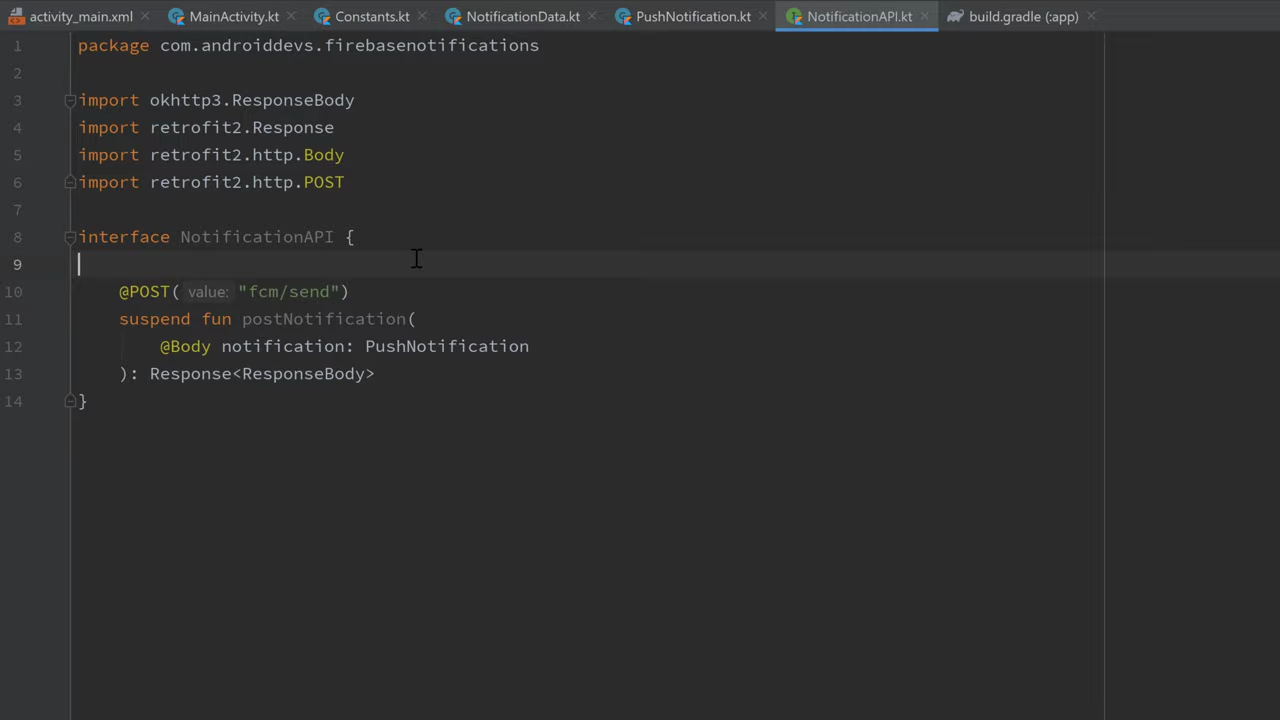 activity_main.xml MainActivity.kt Constants.kt NotificationData.kt PushNotification.kt NotificationAPI.kt build.gradle (:app)
1 package com.androiddevs.firebasenotifications
2
3 import okhttp3.ResponseBody
4 import retrofit2.Response
5 import retrofit2.http.Body
6 import retrofit2.http.POST
7
8 interface NotificationAPI {
9
10 @POST( value: "fcm/send")
11 suspend fun postNotification(
12 @Body notification: PushNotification
13 ): Response<ResponseBody>
14 }